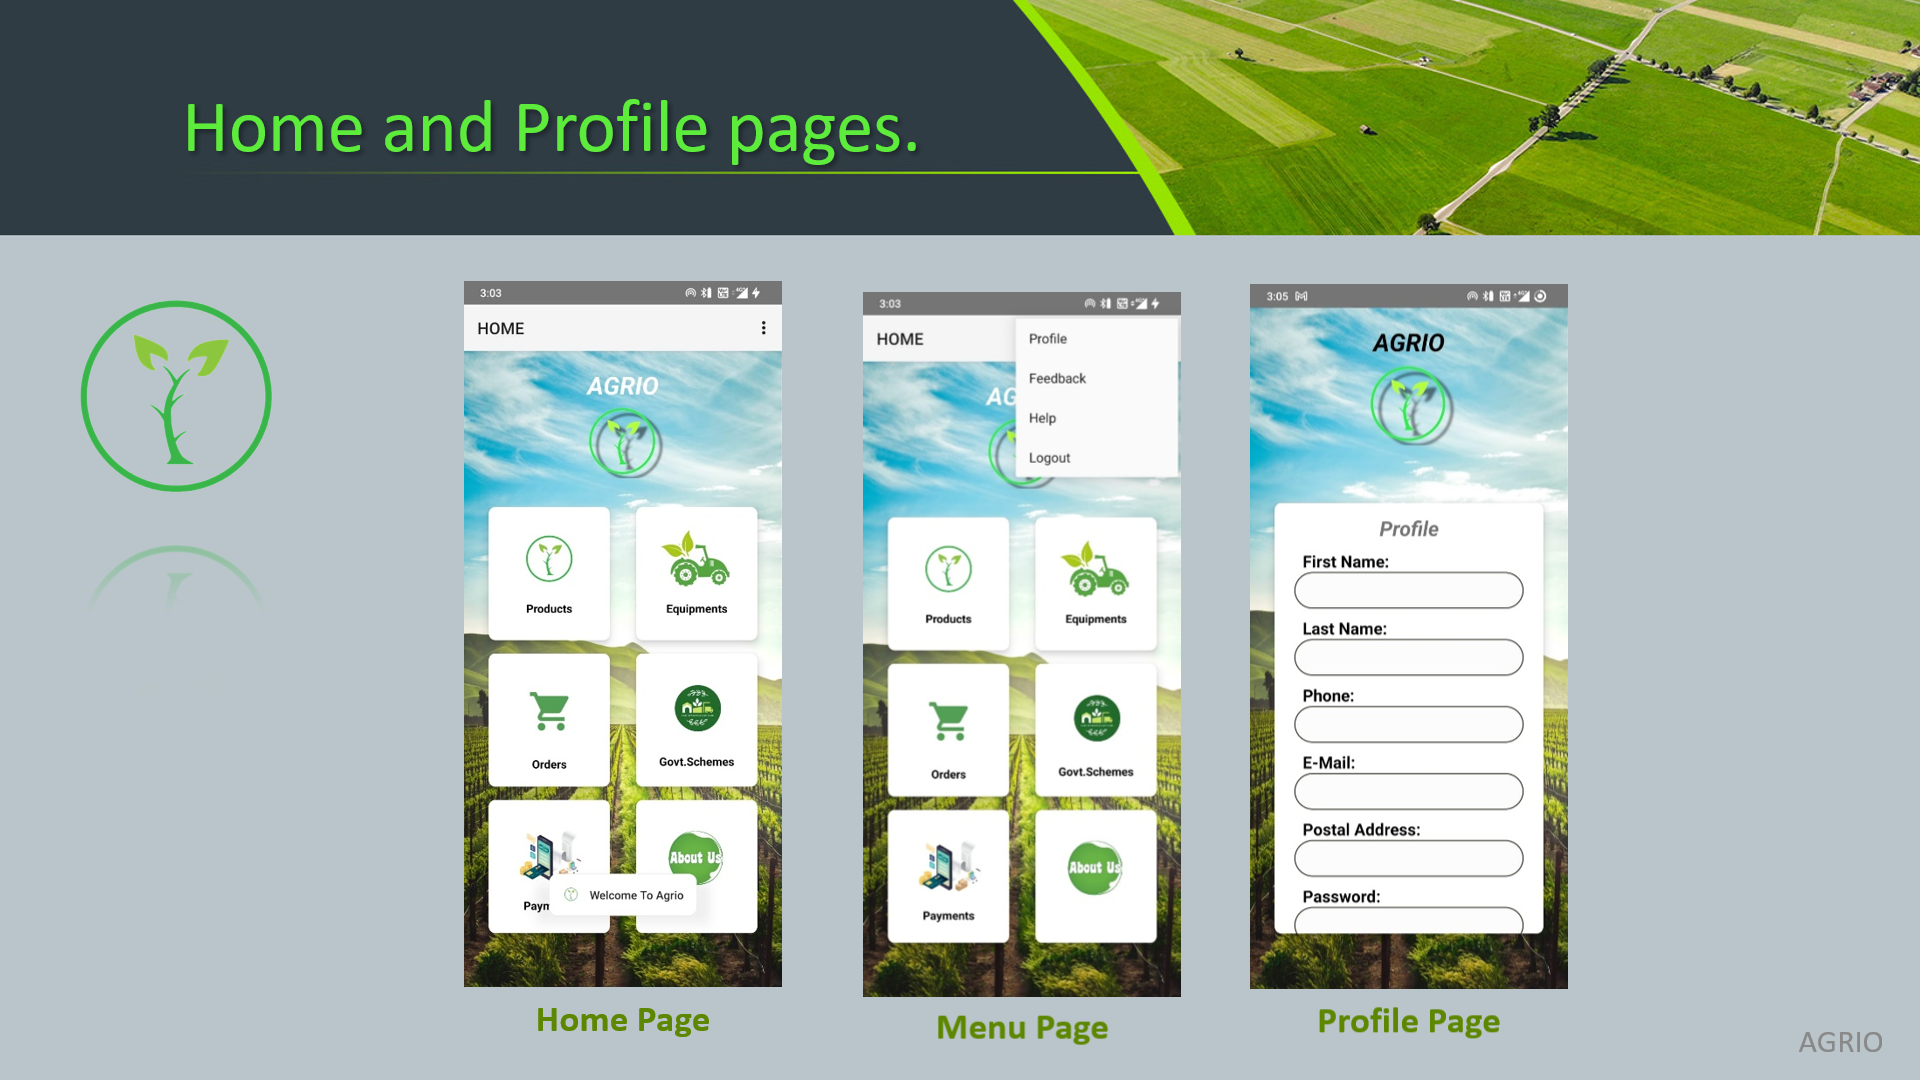 Home and Profile pages.
3:03
HOME
AGRIO
Products
Equipments
Orders
Govt.Schemes
About Us
Welcome To Agrio
Home Page
3:03
HOME
Profile
Feedback
Help
Logout
AG
Products
Equipments
Orders
Govt.Schemes
About Us
Payments
Menu Page
3:05
AGRIO
Profile
First Name:
Last Name:
Phone:
E-Mail:
Postal Address:
Password:
Profile Page
AGRIO